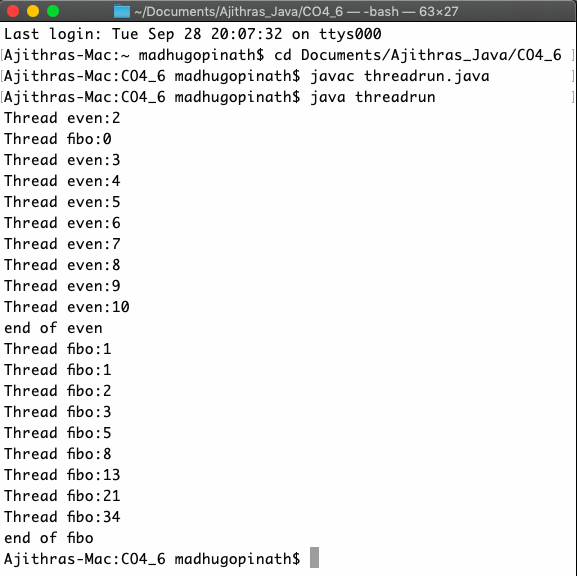 ~/Documents/Ajithras_Java/CO4_6 — -bash — 63×27
Last login: Tue Sep 28 20:07:32 on ttys000
[Ajithras-Mac:~ madhugopinath$ cd Documents/Ajithras_Java/CO4_6 ]
[Ajithras-Mac:CO4_6 madhugopinath$ javac threadrun.java ]
[Ajithras-Mac:CO4_6 madhugopinath$ java threadrun ]
Thread even:2
Thread fibo:0
Thread even:3
Thread even:4
Thread even:5
Thread even:6
Thread even:7
Thread even:8
Thread even:9
Thread even:10
end of even
Thread fibo:1
Thread fibo:1
Thread fibo:2
Thread fibo:3
Thread fibo:5
Thread fibo:8
Thread fibo:13
Thread fibo:21
Thread fibo:34
end of fibo
Ajithras-Mac:CO4_6 madhugopinath$